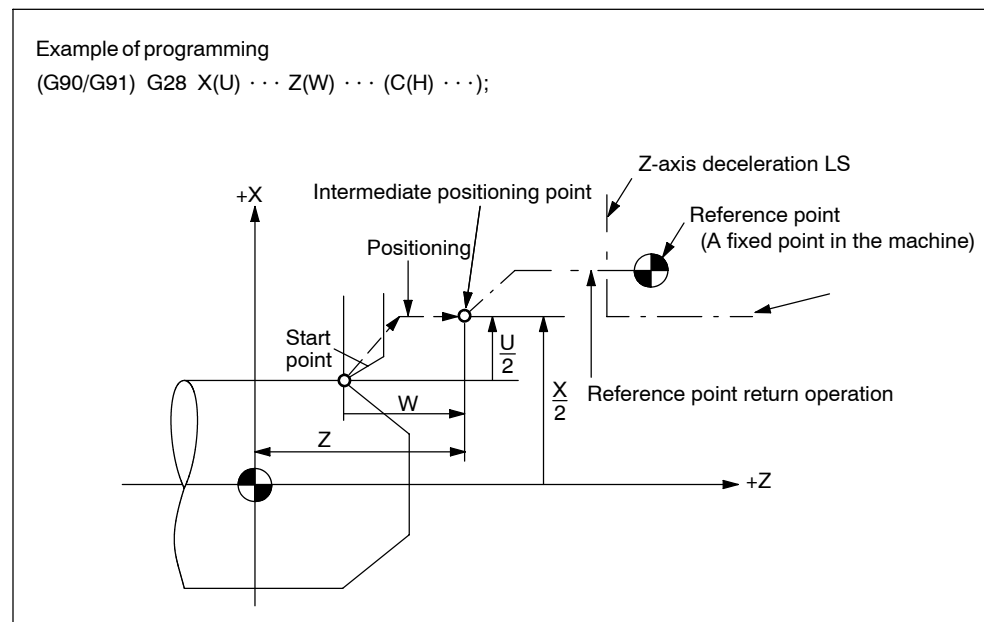 Example of programming
(G90/G91) G28 X(U) · · · Z(W) · · · (C(H) · · ·);
Z-axis deceleration LS
Intermediate positioning point
+X
Reference point
(A fixed point in the machine)
Positioning
Start
point
U
2
X
2
Reference point return operation
W
Z
+Z